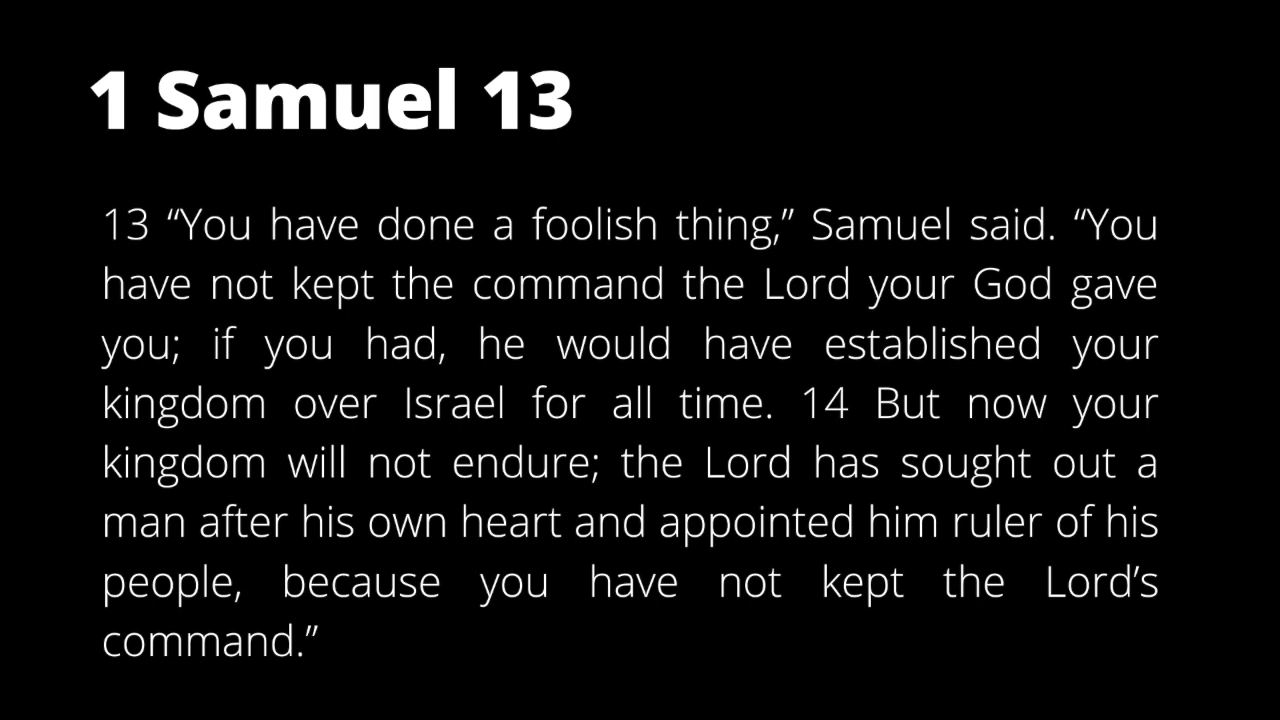 1 Samuel 13
13 “You have done a foolish thing,” Samuel said. “You
have not kept the command the Lord your God gave
you; if you had, he would have established your
kingdom over Israel for all time. 14 But now your
kingdom will not endure; the Lord has sought out a
man after his own heart and appointed him ruler of his
people, because you have not kept the Lord’s
command.”